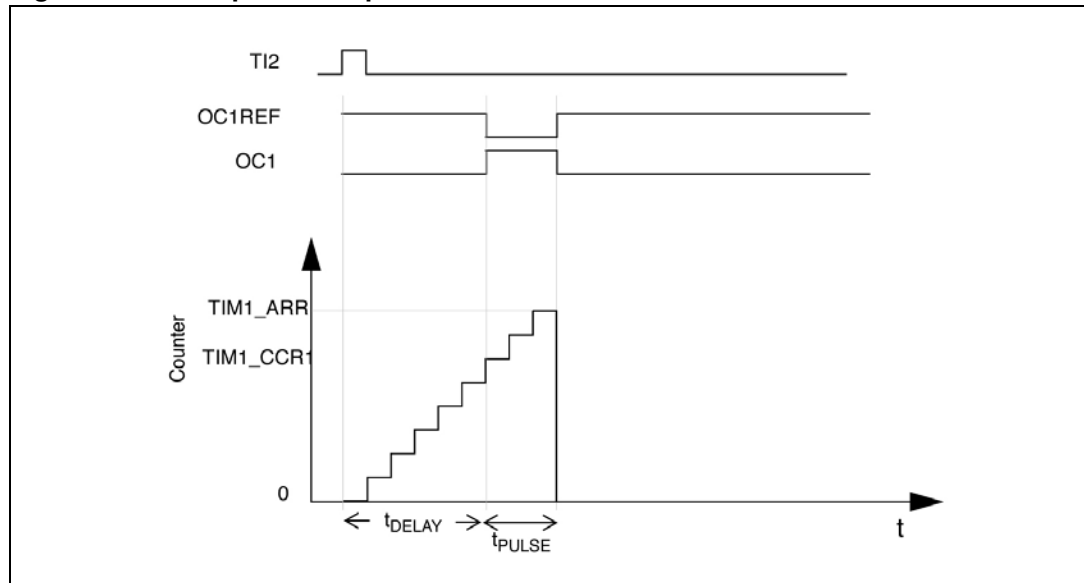 TI2
OC1REF
OC1
TIM1_ARR
TIM1_CCR1
Counter
0
tDELAY
tPULSE
t